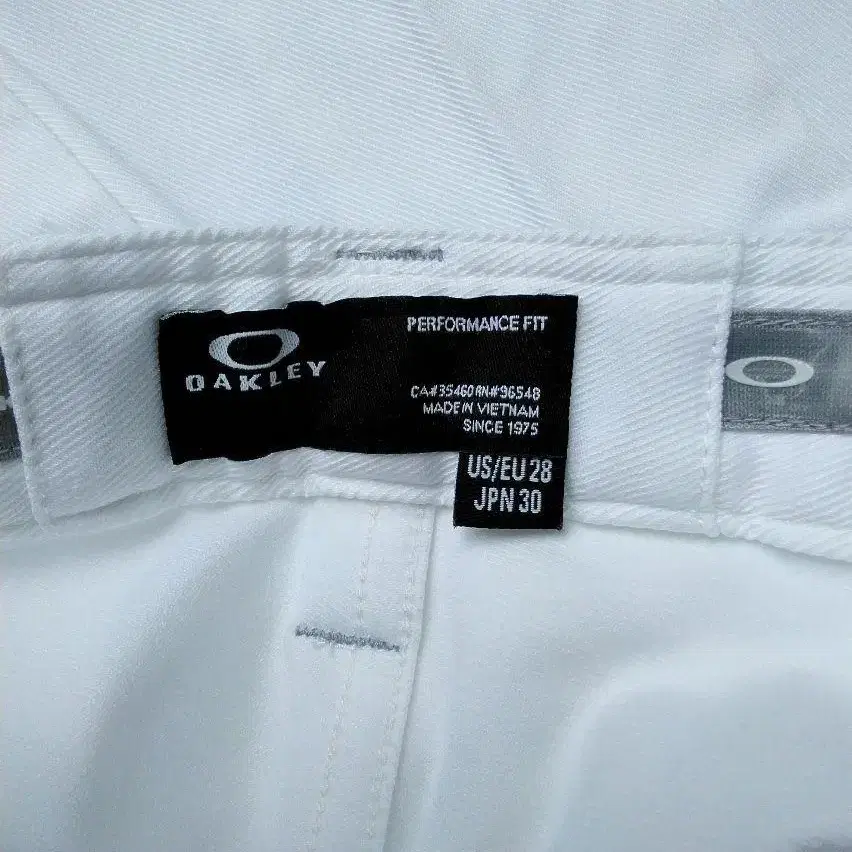 OAKLEY
PERFORMANCE FIT
CA#35460 RN#96548
MADE IN VIETNAM
SINCE 1975
US/EU 28
JPN 30